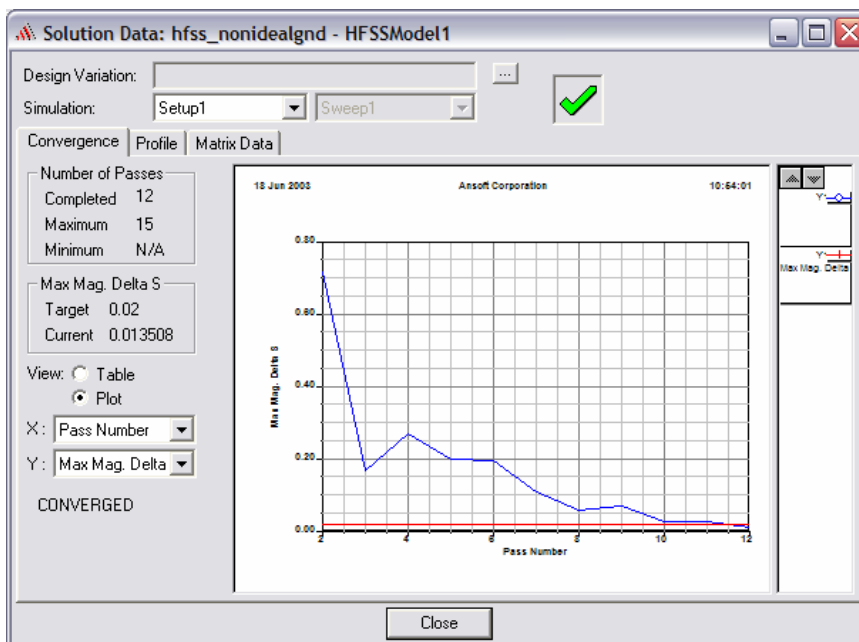 Solution Data: hfss_nonidealgnd - HFSSModel1
Design Variation: ...
Simulation: Setup1 Sweep1
Convergence Profile Matrix Data
Number of Passes
Completed 12
Maximum 15
Minimum N/A
Max Mag. Delta S
Target 0.02
Current 0.013508
View: Table
Plot
X: Pass Number
Y: Max Mag. Delta
CONVERGED
18 Jun 2003 Ansoft Corporation 10:54:01
0.80
0.60
0.40
0.20
0.00
Max Mag. Delta S
2 4 6 8 10 12
Pass Number
Y
Y
Max Mag. Delta
Close